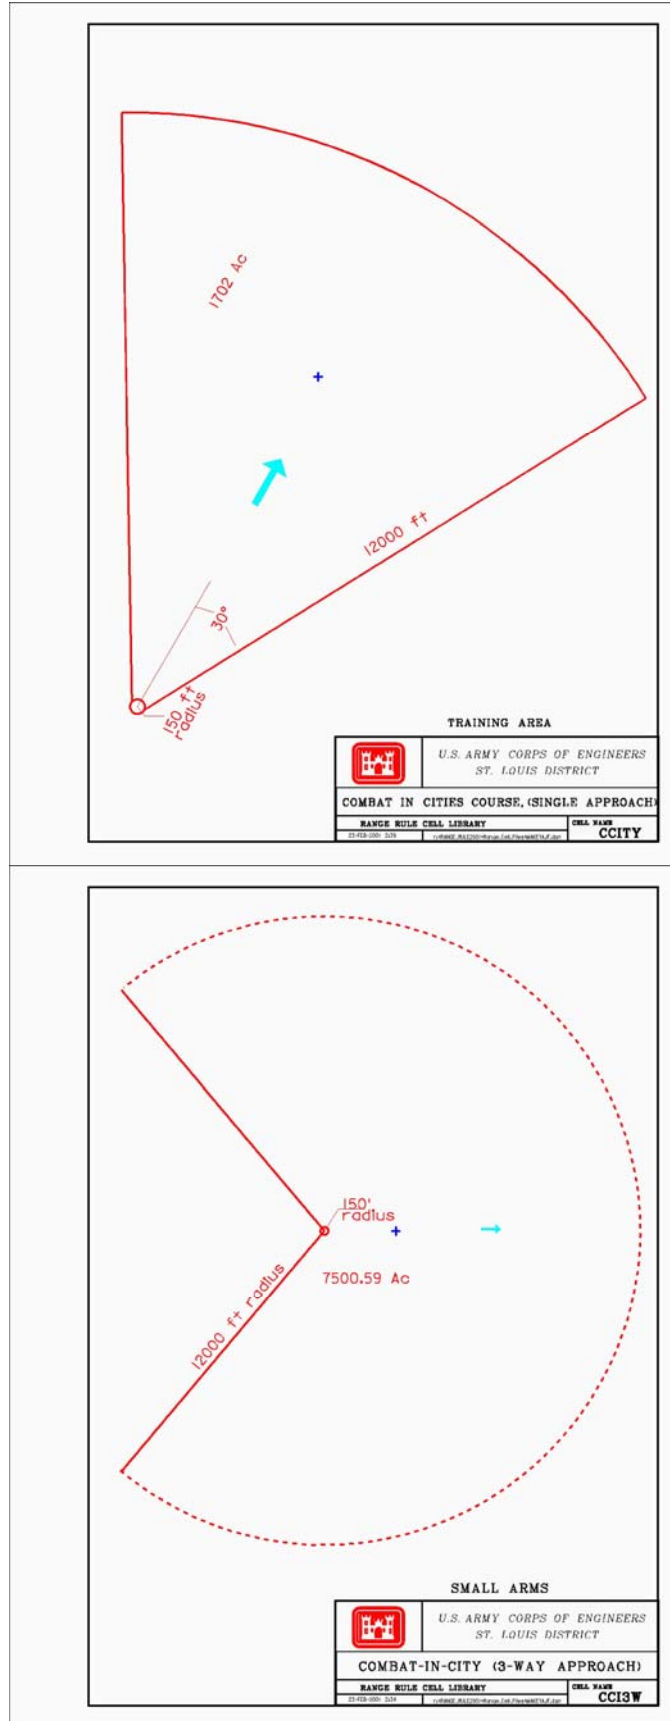 1702 Ac
12000 ft
30°
150 ft
radius
TRAINING AREA
U.S. ARMY CORPS OF ENGINEERS
ST. LOUIS DISTRICT
COMBAT IN CITIES COURSE, (SINGLE APPROACH)
RANGE RULE CELL LIBRARY
CELL NAME
CCITY
150'
radius
7500.59 Ac
12000 ft radius
SMALL ARMS
U.S. ARMY CORPS OF ENGINEERS
ST. LOUIS DISTRICT
COMBAT-IN-CITY (3-WAY APPROACH)
RANGE RULE CELL LIBRARY
CELL NAME
CCI3W